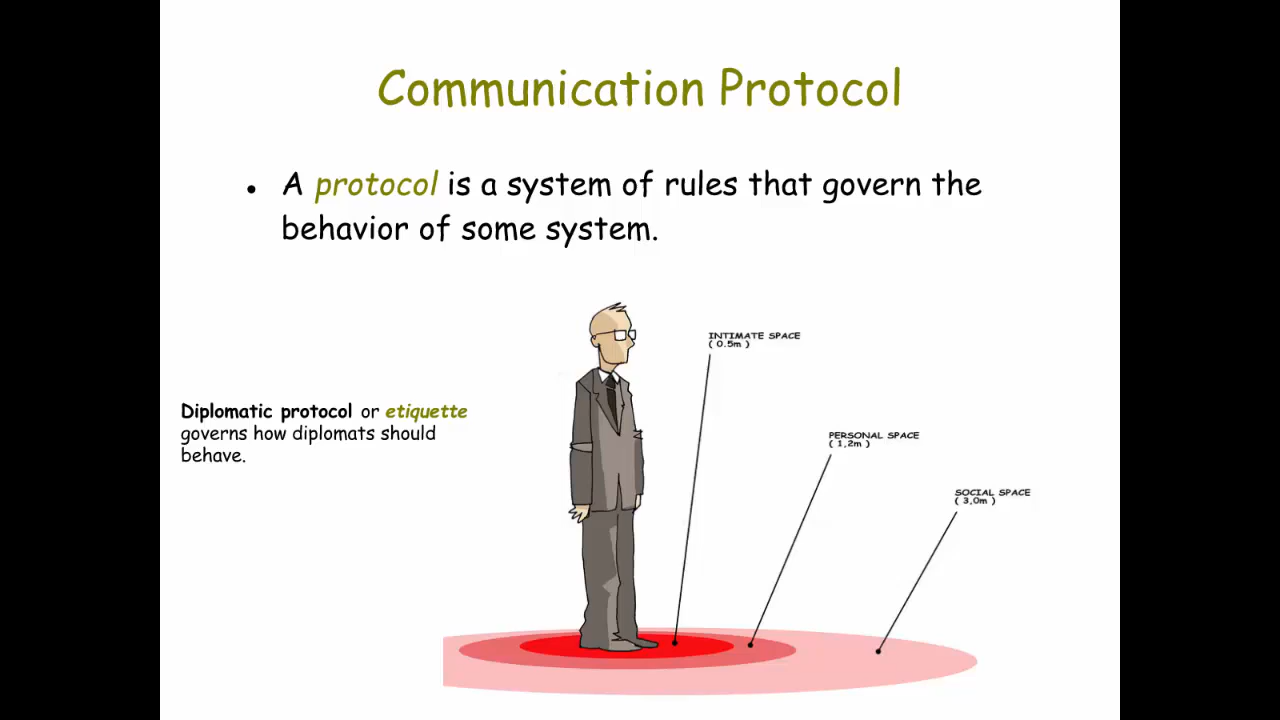 Communication Protocol
• A protocol is a system of rules that govern the
behavior of some system.
INTIMATE SPACE
( 0.5m )
Diplomatic protocol or etiquette
governs how diplomats should
behave.
PERSONAL SPACE
( 1,2m )
SOCIAL SPACE
( 3,0m )